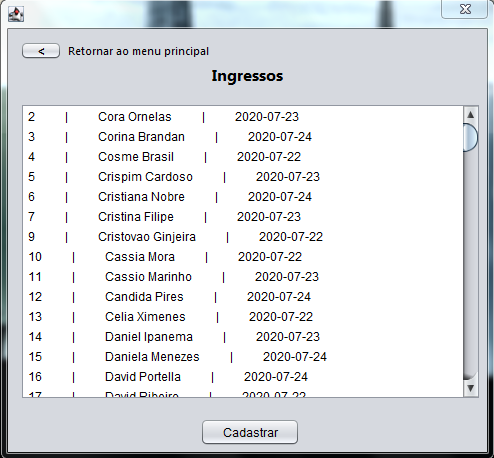 < Retornar ao menu principal
Ingressos
2 | Cora Ornelas | 2020-07-23
3 | Corina Brandan | 2020-07-24
4 | Cosme Brasil | 2020-07-22
5 | Crispim Cardoso | 2020-07-23
6 | Cristiana Nobre | 2020-07-24
7 | Cristina Filipe | 2020-07-23
9 | Cristovao Ginjeira | 2020-07-22
10 | Cassia Mora | 2020-07-22
11 | Cassio Marinho | 2020-07-23
12 | Candida Pires | 2020-07-24
13 | Celia Ximenes | 2020-07-22
14 | Daniel Ipanema | 2020-07-23
15 | Daniela Menezes | 2020-07-24
16 | David Portella | 2020-07-24
17 | David Ribeiro | 2020-07-22
Cadastrar